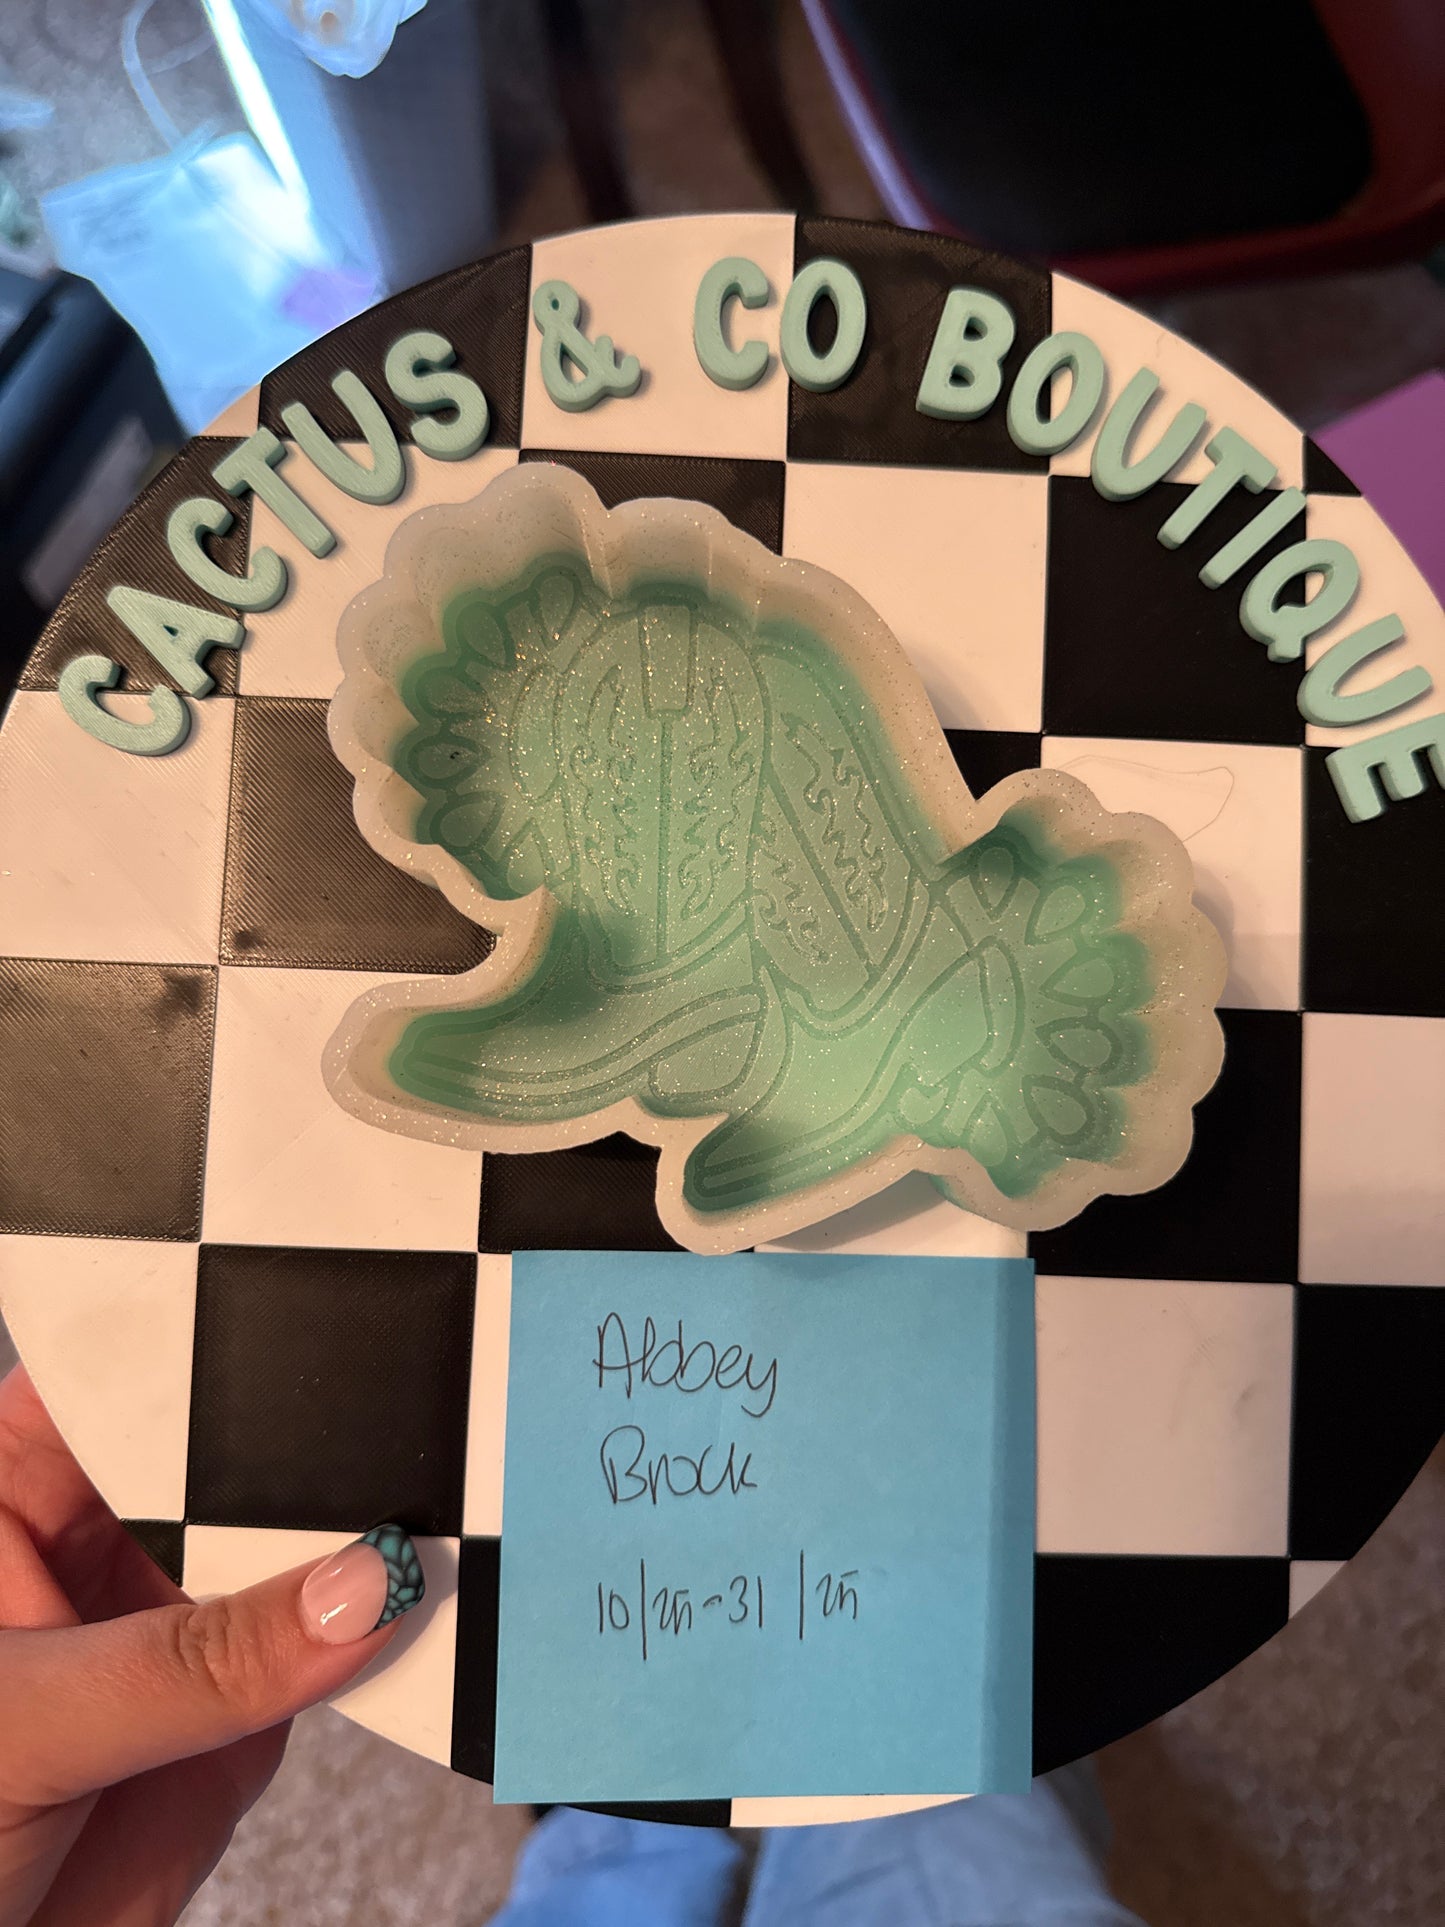 CACTUS & CO BOUTIQUE
Abbey
Brock
10/25-31/25